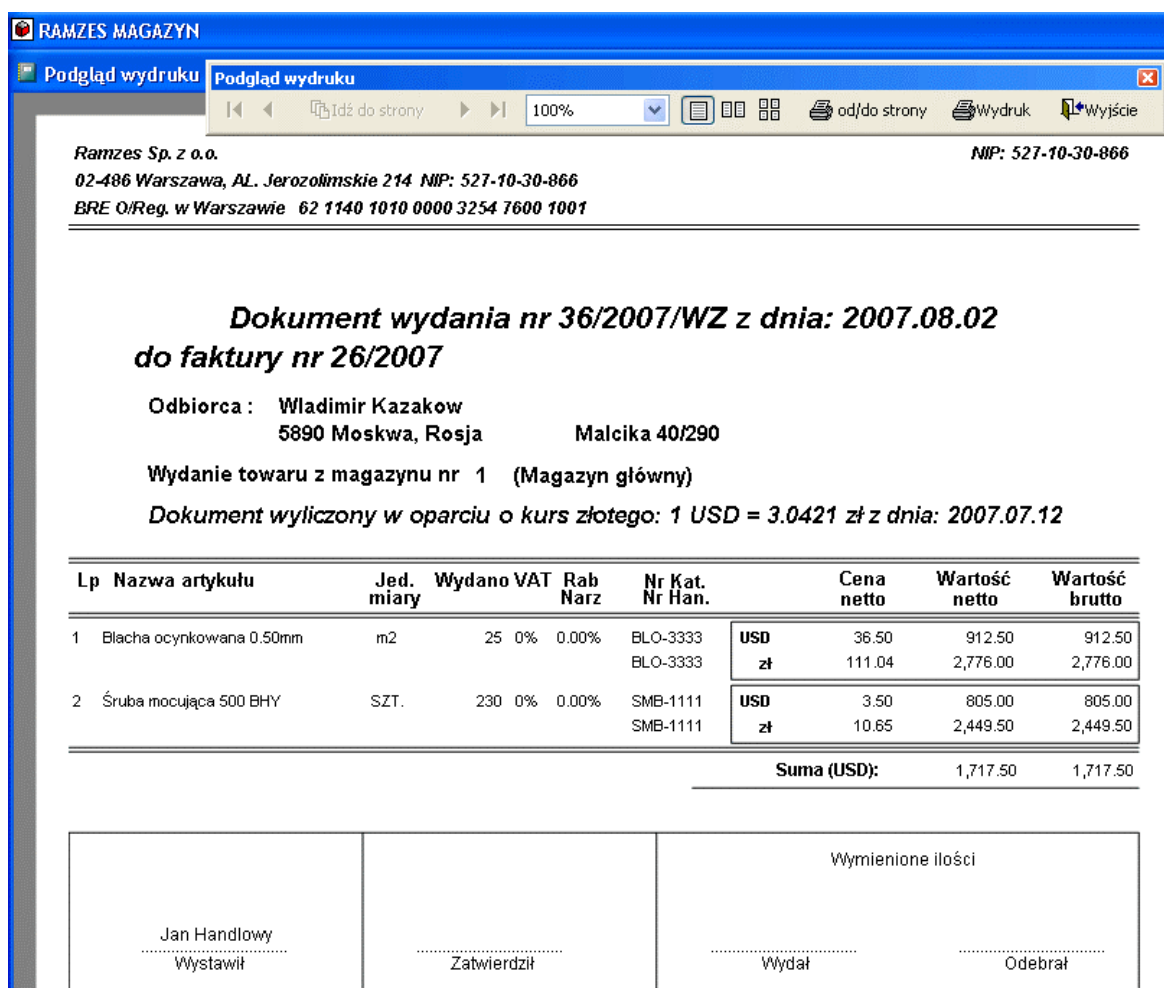 RAMZES MAGAZYN
Podgląd wydruku
Podgląd wydruku
Idź do strony 100% od/do strony Wydruk Wyjście
Ramzes Sp. z o.o. NIP: 527-10-30-866
02-486 Warszawa, AL. Jerozolimskie 214 NIP: 527-10-30-866
BRE O/Reg. w Warszawie 62 1140 1010 0000 3254 7600 1001
Dokument wydania nr 36/2007/WZ z dnia: 2007.08.02
do faktury nr 26/2007
Odbiorca : Wladimir Kazakow
5890 Moskwa, Rosja Malcika 40/290
Wydanie towaru z magazynu nr 1 (Magazyn główny)
Dokument wyliczony w oparciu o kurs złotego: 1 USD = 3.0421 zł z dnia: 2007.07.12
Lp Nazwa artykułu Jed. Wydano VAT Rab Nr Kat. Cena Wartość Wartość
miary Narz Nr Han. netto netto brutto
1 Blacha ocynkowana 0.50mm m2 25 0% 0.00% BLO-3333 USD 36.50 912.50 912.50
BLO-3333 zł 111.04 2,776.00 2,776.00
2 Śruba mocująca 500 BHY SZT. 230 0% 0.00% SMB-1111 USD 3.50 805.00 805.00
SMB-1111 zł 10.65 2,449.50 2,449.50
Suma (USD): 1,717.50 1,717.50
Wymienione ilości
Jan Handlowy
Wystawił Zatwierdził Wydał Odebrał